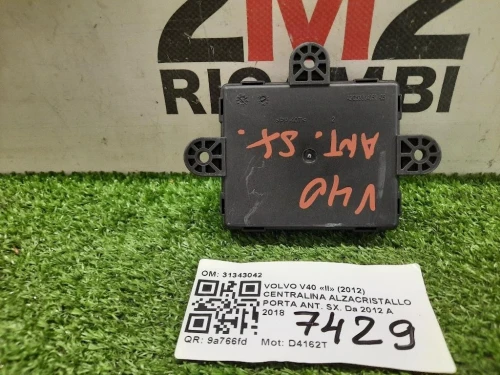 2M2
RICAMBI
V40
ANT. SX.
OM: 31343042
VOLVO V40 «II» (2012)
CENTRALINA ALZACRISTALLO
PORTA ANT. SX. Da 2012 A
2018
7429
QR: 9a766fd Mot: D4162T